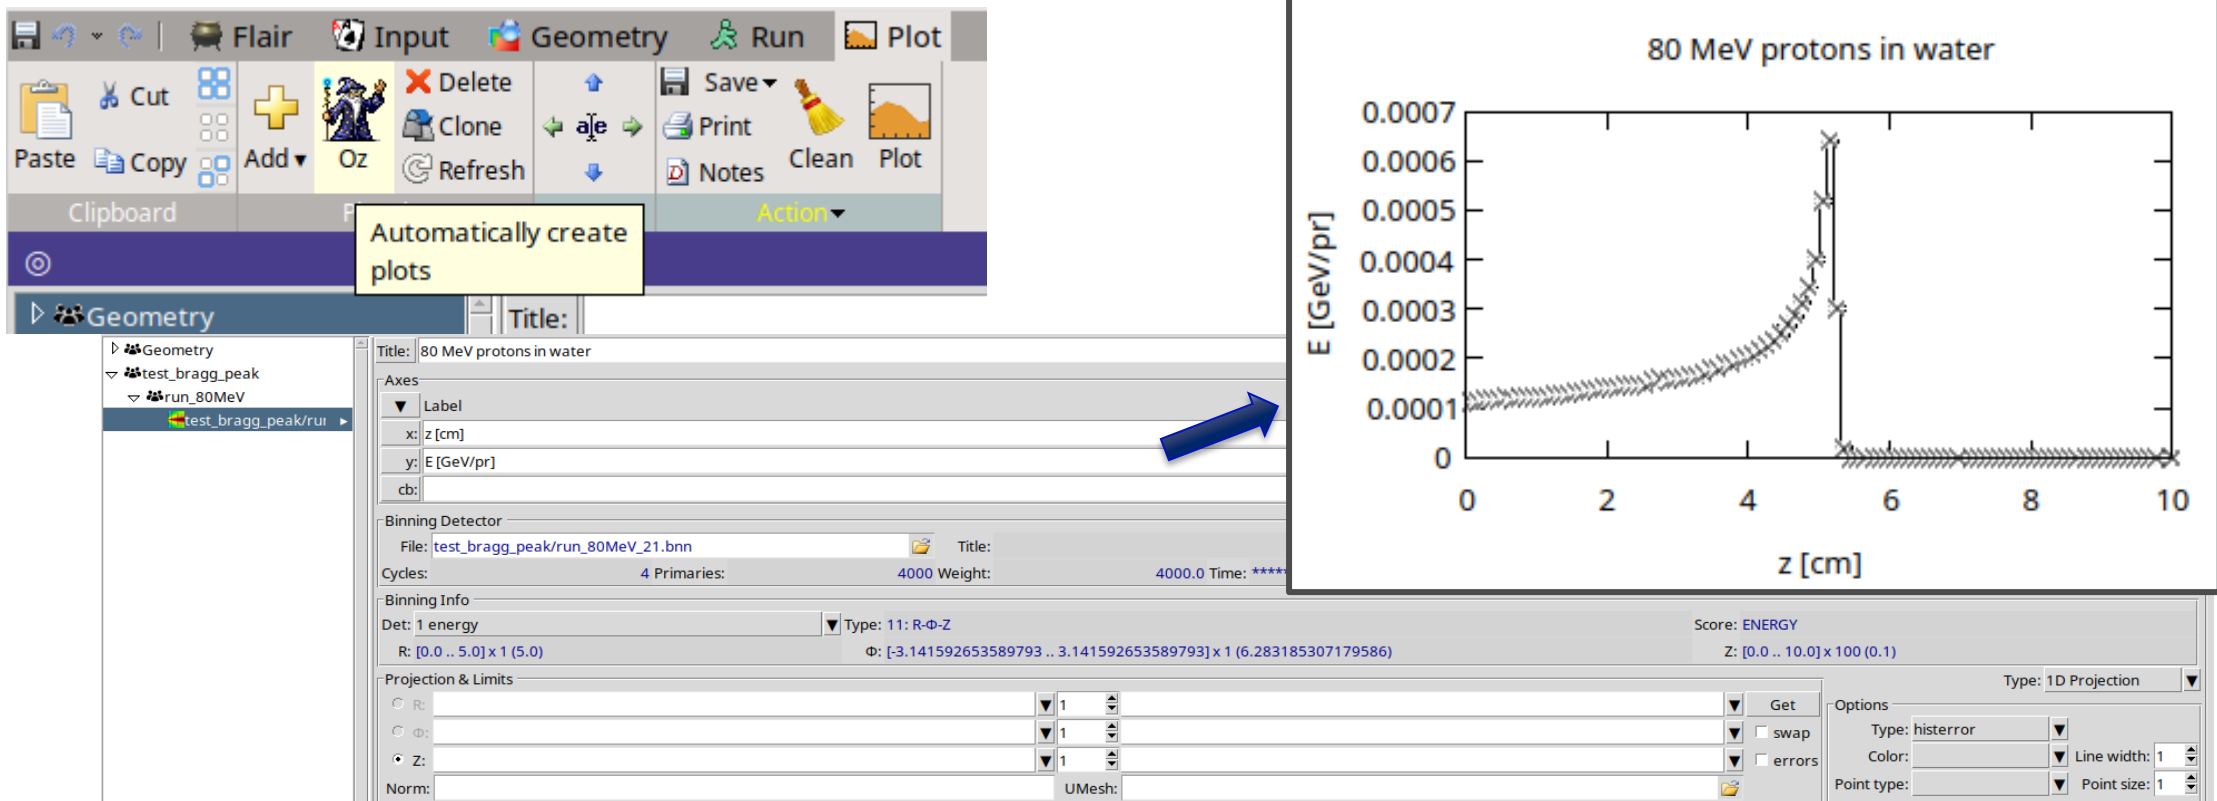 Flair Input Geometry Run Plot
Paste Cut Copy Add Oz Delete Clone Refresh aIe Save Print Notes Clean Plot
Clipboard Action
Automatically create
plots
Geometry Title:
Geometry
test_bragg_peak
run_80MeV
test_bragg_peak/ru
Title: 80 MeV protons in water
Axes
Label
x: z [cm]
y: E [GeV/pr]
cb:
Binning Detector
File: test_bragg_peak/run_80MeV_21.bnn Title:
Cycles: 4 Primaries: 4000 Weight: 4000.0 Time: ****
Binning Info
Det: 1 energy Type: 11: R-Φ-Z Score: ENERGY
R: [0.0 .. 5.0] x 1 (5.0) Φ: [-3.141592653589793 .. 3.141592653589793] x 1 (6.283185307179586) Z: [0.0 .. 10.0] x 100 (0.1)
Projection & Limits Type: 1D Projection
R: 1 Get Options
Φ: 1 swap Type: histerror
Z: 1 errors Color: Line width: 1
Norm: UMesh: Point type: Point size: 1
80 MeV protons in water
0.0007
0.0006
0.0005
0.0004
0.0003
0.0002
0.0001
0
E [GeV/pr]
0 2 4 6 8 10
z [cm]